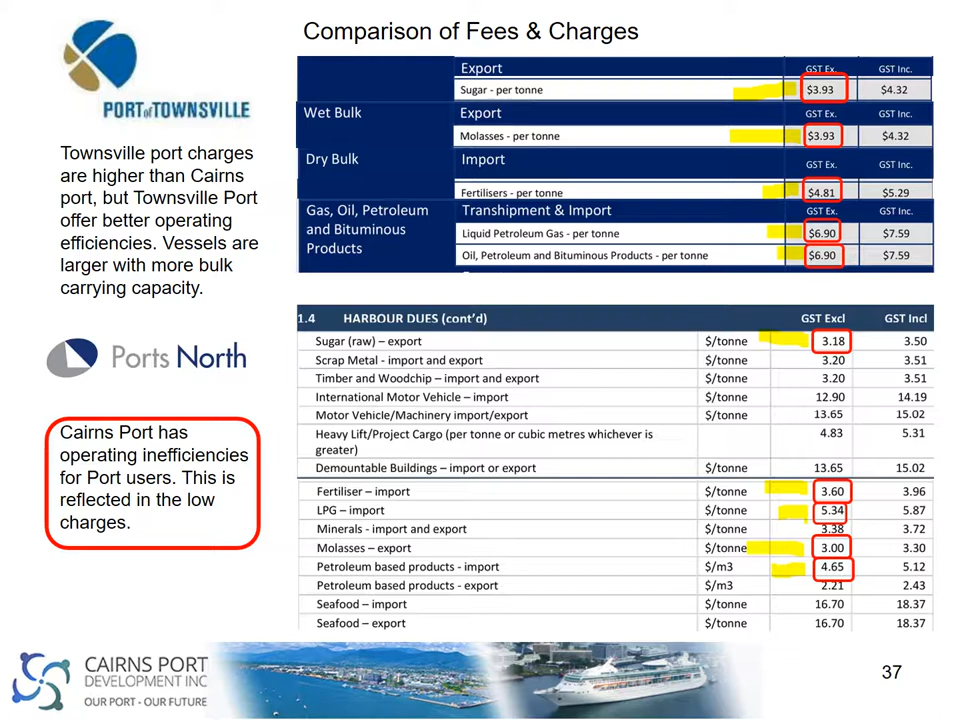 Comparison of Fees & Charges
PORT of TOWNSVILLE
Townsville port charges
are higher than Cairns
port, but Townsville Port
offer better operating
efficiencies. Vessels are
larger with more bulk
carrying capacity.
Export GST Ex. GST Inc.
Sugar - per tonne $3.93 $4.32
Wet Bulk Export GST Ex. GST Inc.
Molasses - per tonne $3.93 $4.32
Dry Bulk Import GST Ex. GST Inc.
Fertilisers - per tonne $4.81 $5.29
Gas, Oil, Petroleum Transhipment & Import GST Ex. GST Inc.
and Bituminous Liquid Petroleum Gas - per tonne $6.90 $7.59
Products Oil, Petroleum and Bituminous Products - per tonne $6.90 $7.59
Ports North
Cairns Port has
operating inefficiencies
for Port users. This is
reflected in the low
charges.
1.4 HARBOUR DUES (cont’d) GST Excl GST Incl
Sugar (raw) – export $/tonne 3.18 3.50
Scrap Metal - import and export $/tonne 3.20 3.51
Timber and Woodchip – import and export $/tonne 3.20 3.51
International Motor Vehicle – import $/tonne 12.90 14.19
Motor Vehicle/Machinery import/export $/tonne 13.65 15.02
Heavy Lift/Project Cargo (per tonne or cubic metres whichever is 4.83 5.31
greater)
Demountable Buildings – import or export $/tonne 13.65 15.02
Fertiliser – import $/tonne 3.60 3.96
LPG – import $/tonne 5.34 5.87
Minerals - import and export $/tonne 3.38 3.72
Molasses – export $/tonne 3.00 3.30
Petroleum based products - import $/m3 4.65 5.12
Petroleum based products - export $/m3 2.21 2.43
Seafood – import $/tonne 16.70 18.37
Seafood – export $/tonne 16.70 18.37
CAIRNS PORT
DEVELOPMENT INC
OUR PORT - OUR FUTURE
37